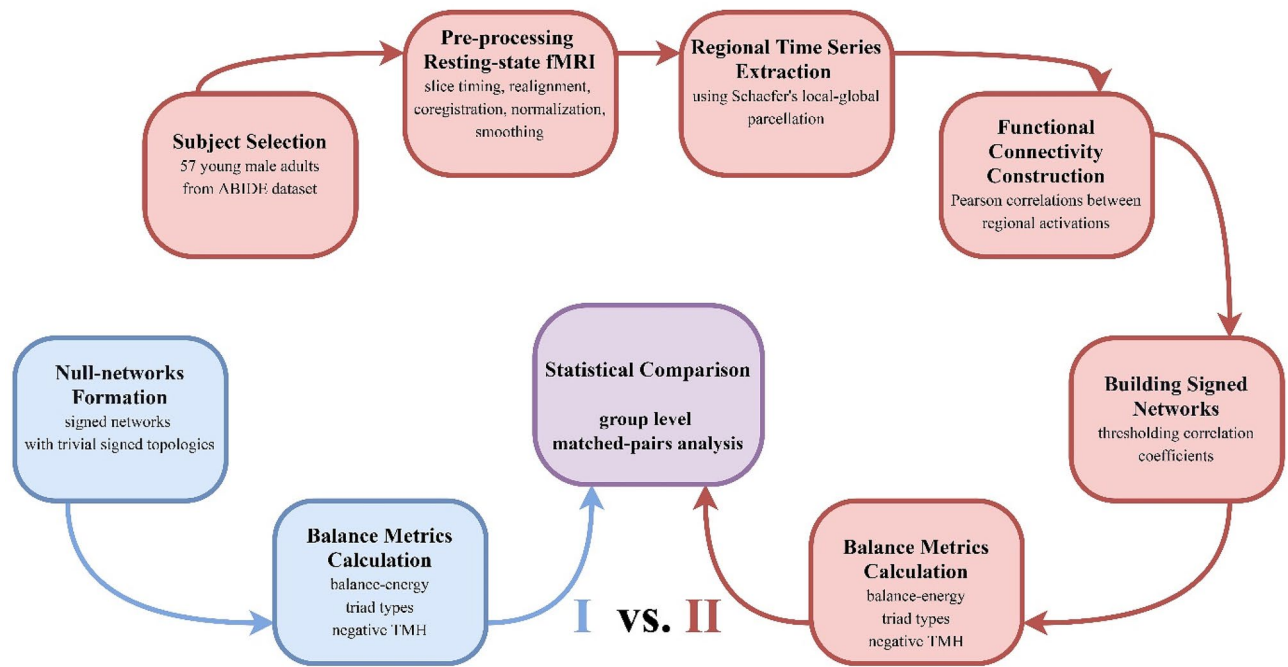 Subject Selection
57 young male adults
from ABIDE dataset
Pre-processing
Resting-state fMRI
slice timing, realignment,
coregistration, normalization,
smoothing
Regional Time Series
Extraction
using Schaefer's local-global
parcellation
Functional
Connectivity
Construction
Pearson correlations between
regional activations
Building Signed
Networks
thresholding correlation
coefficients
Balance Metrics
Calculation
balance-energy
triad types
negative TMH
Null-networks
Formation
signed networks
with trivial signed topologies
Balance Metrics
Calculation
balance-energy
triad types
negative TMH
Statistical Comparison
group level
matched-pairs analysis
I vs. II